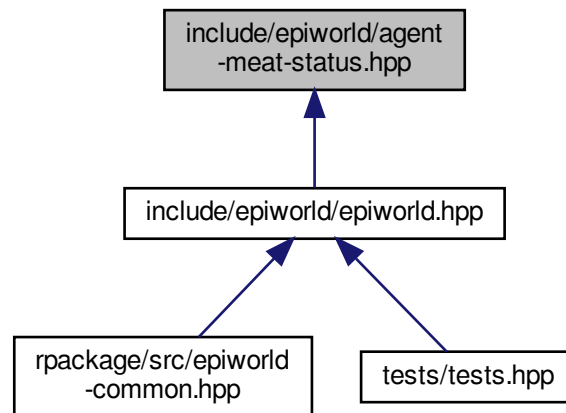 include/epiworld/agent
-meat-status.hpp
include/epiworld/epiworld.hpp
rpackage/src/epiworld
-common.hpp
tests/tests.hpp